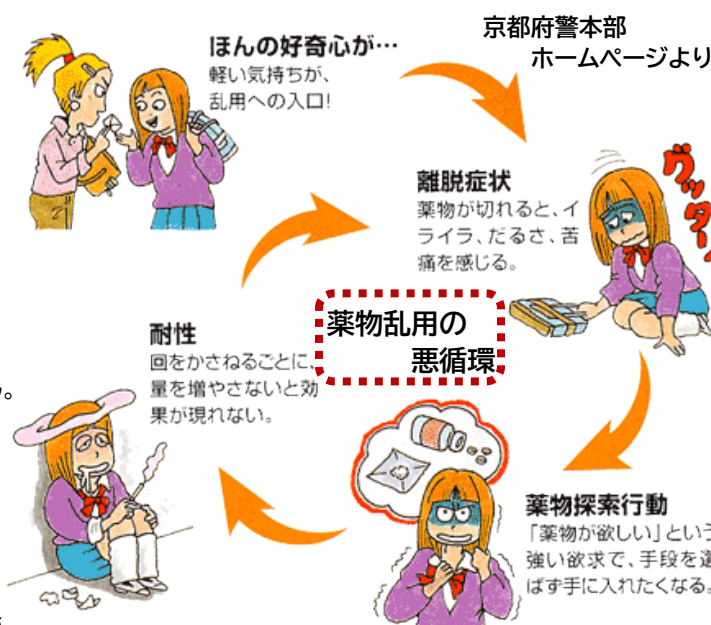 京都府警本部
ホームページより
ほんの好奇心が…
軽い気持ちが、
乱用への入口!
離脱症状
薬物が切れると、イ
ライラ、だるさ、苦
痛を感じる。
グッタリ
薬物乱用の
悪循環
耐性
回をかさねるごとに、
量を増やさないと効
果が現れない。
薬物探索行動
「薬物が欲しい」という
強い欲求で、手段を選
ばず手に入れたくなる。